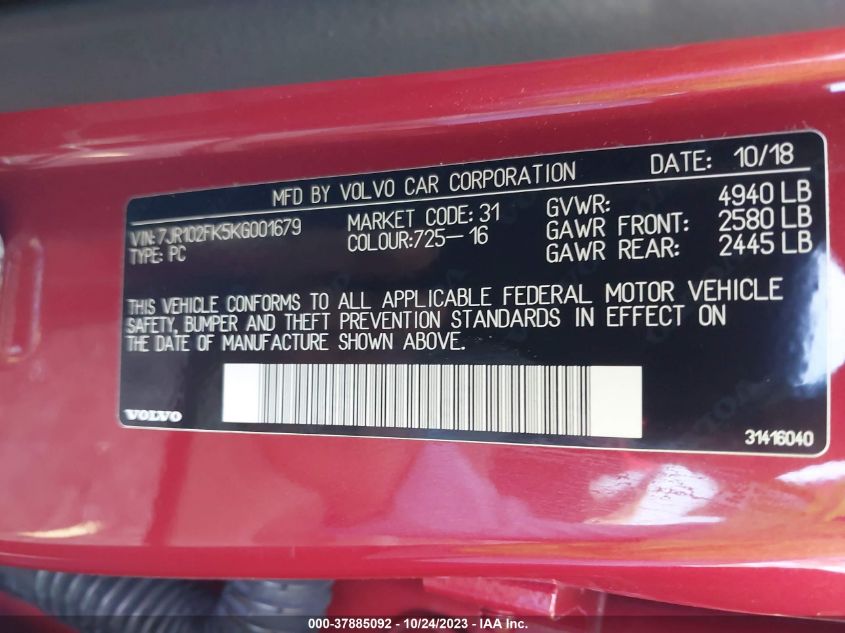 MFD BY VOLVO CAR CORPORATION DATE: 10/18
VIN:7JR102FK5KG001679 MARKET CODE: 31 GVWR: 4940 LB
TYPE: PC COLOUR:725-16 GAWR FRONT: 2580 LB
GAWR REAR: 2445 LB
THIS VEHICLE CONFORMS TO ALL APPLICABLE FEDERAL MOTOR VEHICLE
SAFETY, BUMPER AND THEFT PREVENTION STANDARDS IN EFFECT ON
THE DATE OF MANUFACTURE SHOWN ABOVE.
VOLVO
31416040
000-37885092 - 10/24/2023 - IAA Inc.